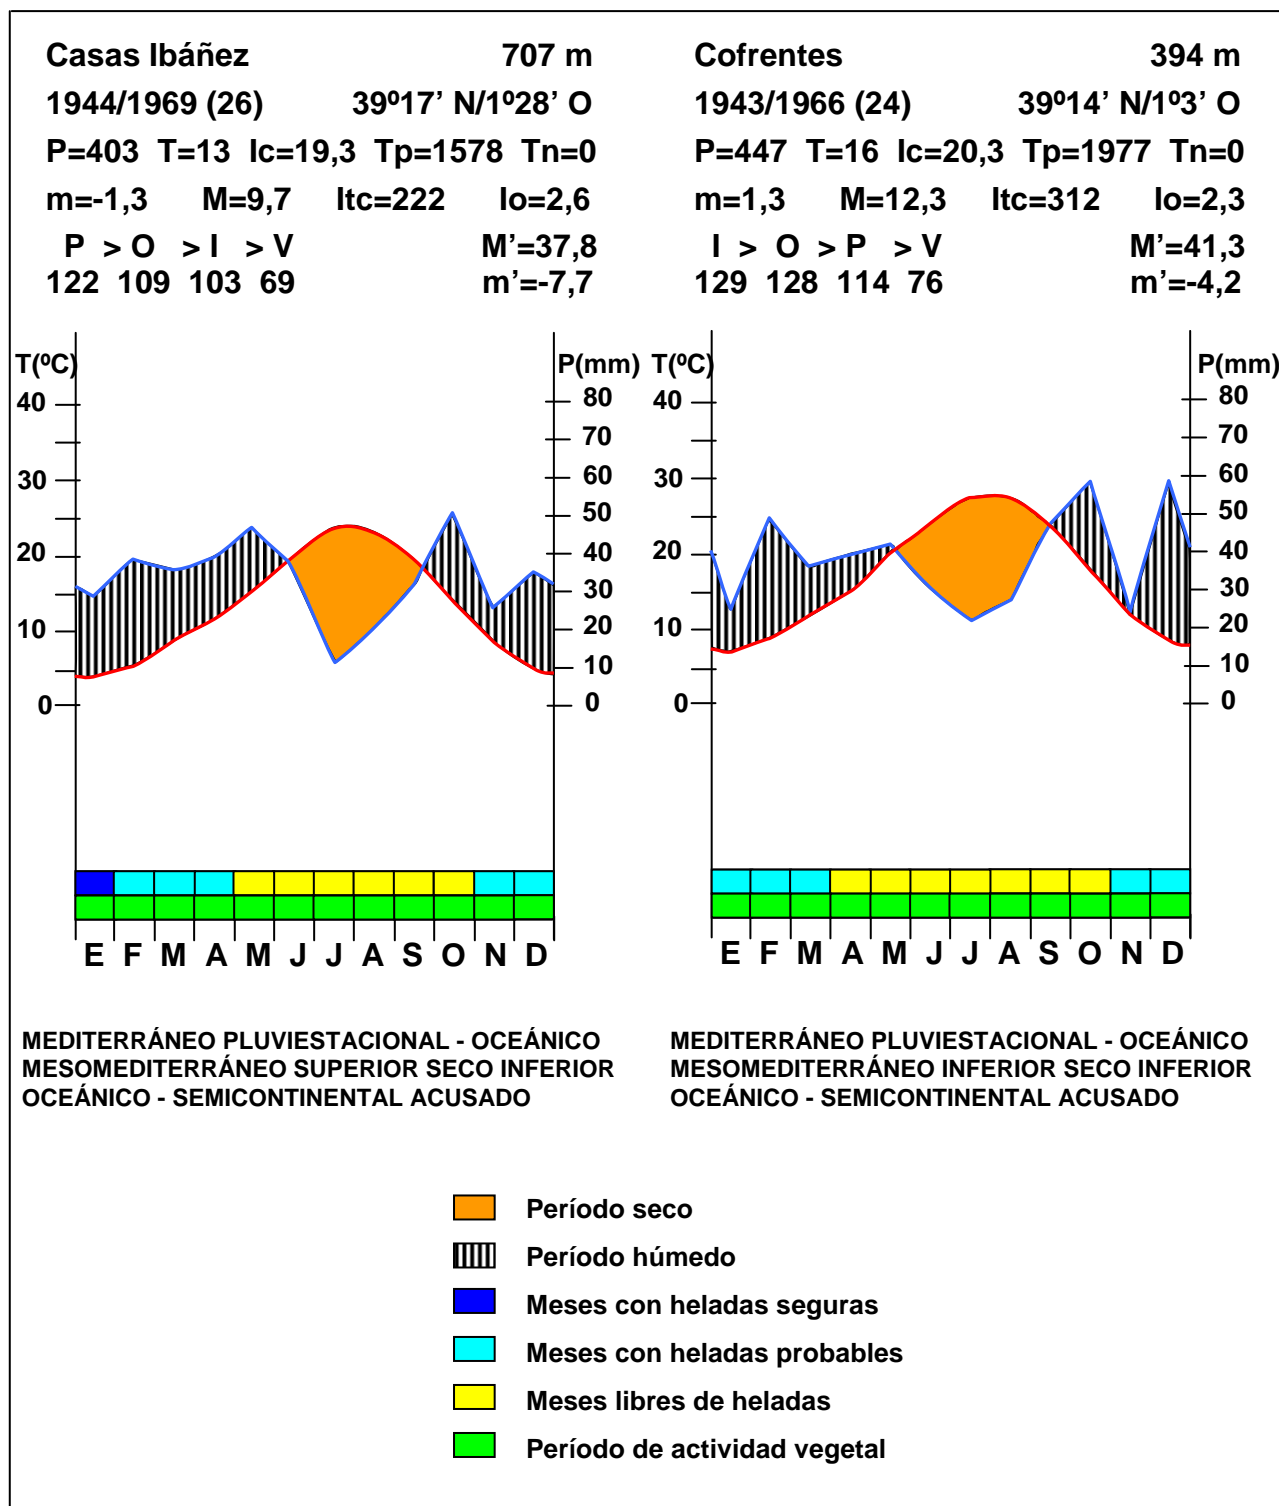 Casas Ibáñez 707 m
1944/1969 (26) 39º17' N/1º28' O
P=403 T=13 Ic=19,3 Tp=1578 Tn=0
m=-1,3 M=9,7 Itc=222 Io=2,6
P > O > I > V M'=37,8
122 109 103 69 m'=-7,7
Cofrentes 394 m
1943/1966 (24) 39º14' N/1º3' O
P=447 T=16 Ic=20,3 Tp=1977 Tn=0
m=1,3 M=12,3 Itc=312 Io=2,3
I > O > P > V M'=41,3
129 128 114 76 m'=-4,2
T(ºC) P(mm)
40 80
70
30 60
50
20 40
30
10 20
10
0 0
E F M A M J J A S O N D
T(ºC) P(mm)
40 80
70
30 60
50
20 40
30
10 20
10
0 0
E F M A M J J A S O N D
MEDITERRÁNEO PLUVIESTACIONAL - OCEÁNICO
MESOMEDITERRÁNEO SUPERIOR SECO INFERIOR
OCEÁNICO - SEMICONTINENTAL ACUSADO
MEDITERRÁNEO PLUVIESTACIONAL - OCEÁNICO
MESOMEDITERRÁNEO INFERIOR SECO INFERIOR
OCEÁNICO - SEMICONTINENTAL ACUSADO
Período seco
Período húmedo
Meses con heladas seguras
Meses con heladas probables
Meses libres de heladas
Período de actividad vegetal